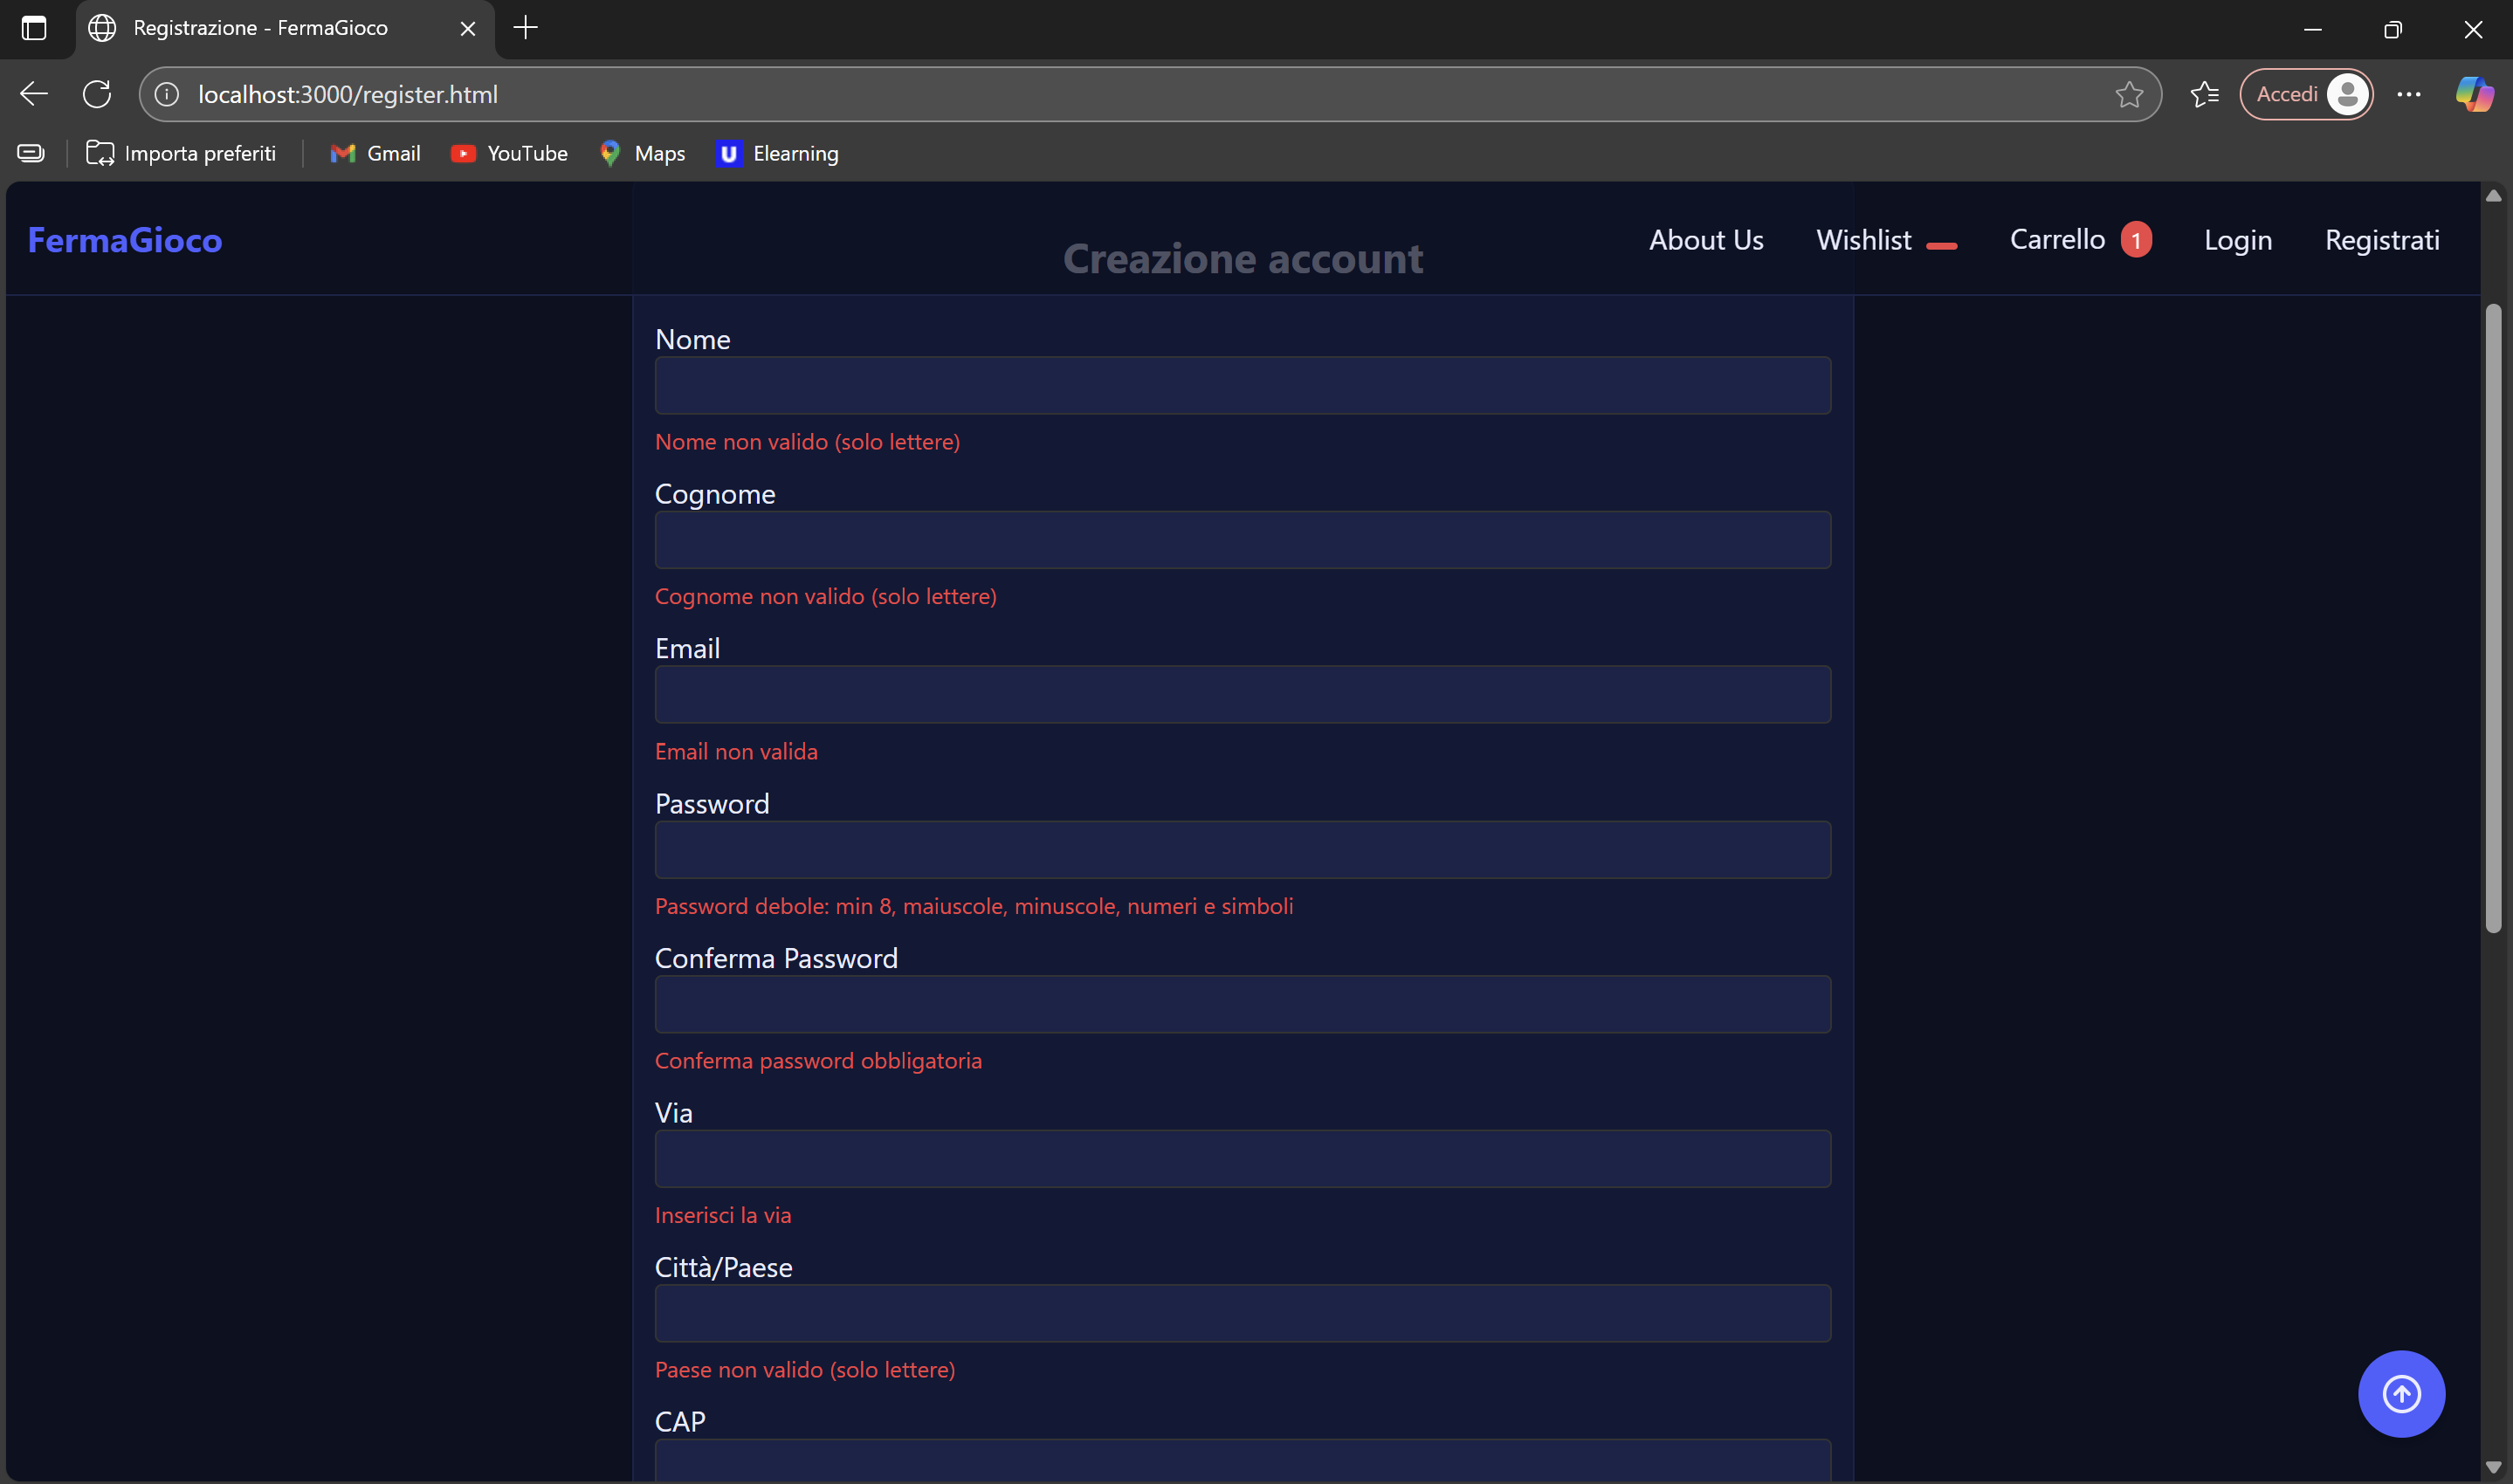 Registrazione - FermaGioco
localhost:3000/register.html
Accedi
Importa preferiti
Gmail
YouTube
Maps
U Elearning
FermaGioco
Creazione account
About Us
Wishlist
Carrello 1
Login
Registrati
Nome
Nome non valido (solo lettere)
Cognome
Cognome non valido (solo lettere)
Email
Email non valida
Password
Password debole: min 8, maiuscole, minuscole, numeri e simboli
Conferma Password
Conferma password obbligatoria
Via
Inserisci la via
Città/Paese
Paese non valido (solo lettere)
CAP